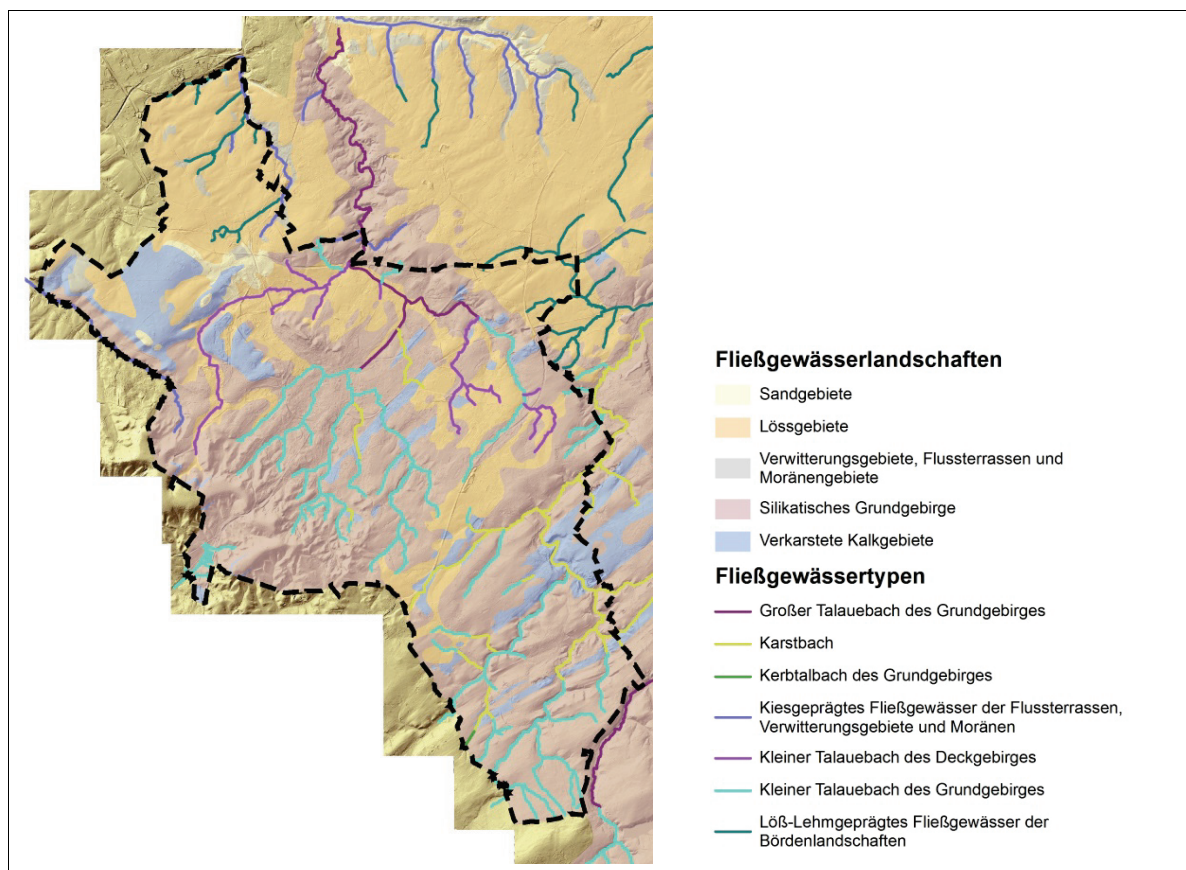 Fließgewässerlandschaften
Sandgebiete
Lössgebiete
Verwitterungsgebiete, Flussterrassen und
Moränengebiete
Silikatisches Grundgebirge
Verkarstete Kalkgebiete
Fließgewässertypen
Großer Talauebach des Grundgebirges
Karstbach
Kerbtalbach des Grundgebirges
Kiesgeprägtes Fließgewässer der Flussterrassen,
Verwitterungsgebiete und Moränen
Kleiner Talauebach des Deckgebirges
Kleiner Talauebach des Grundgebirges
Löß-Lehmgeprägtes Fließgewässer der
Bördenlandschaften